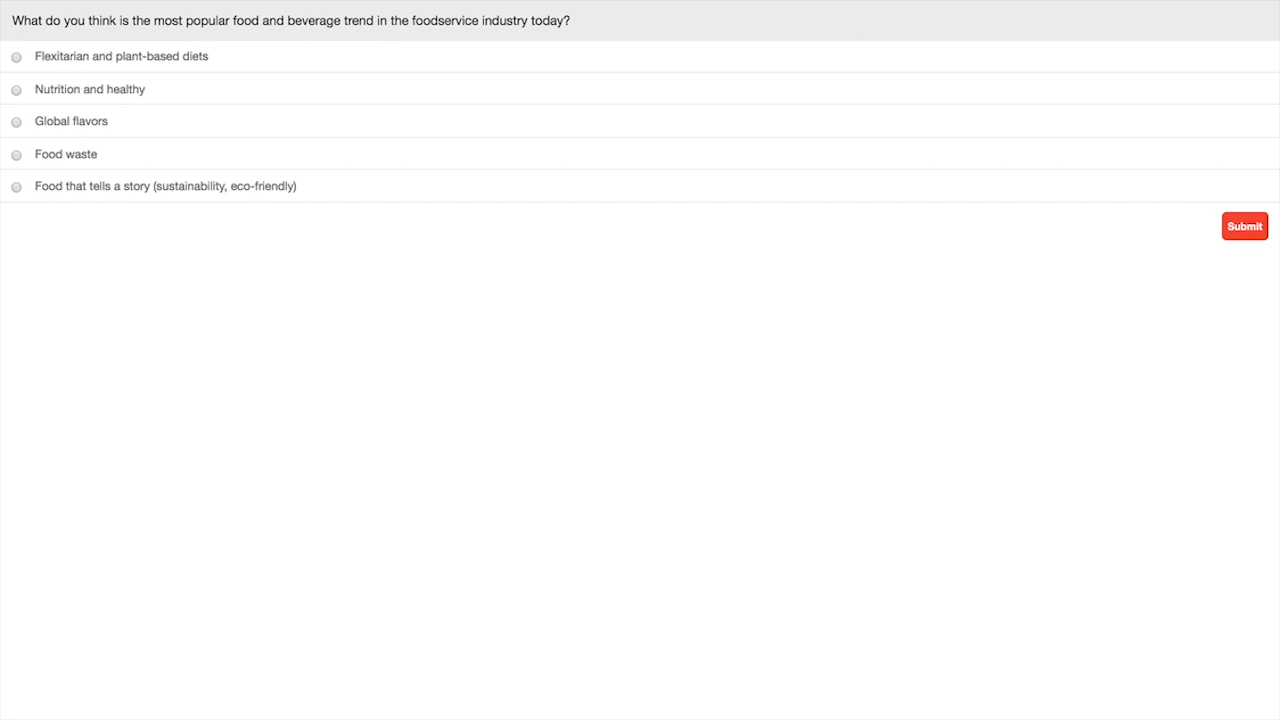 What do you think is the most popular food and beverage trend in the foodservice industry today?
Flexitarian and plant-based diets
Nutrition and healthy
Global flavors
Food waste
Food that tells a story (sustainability, eco-friendly)
Submit